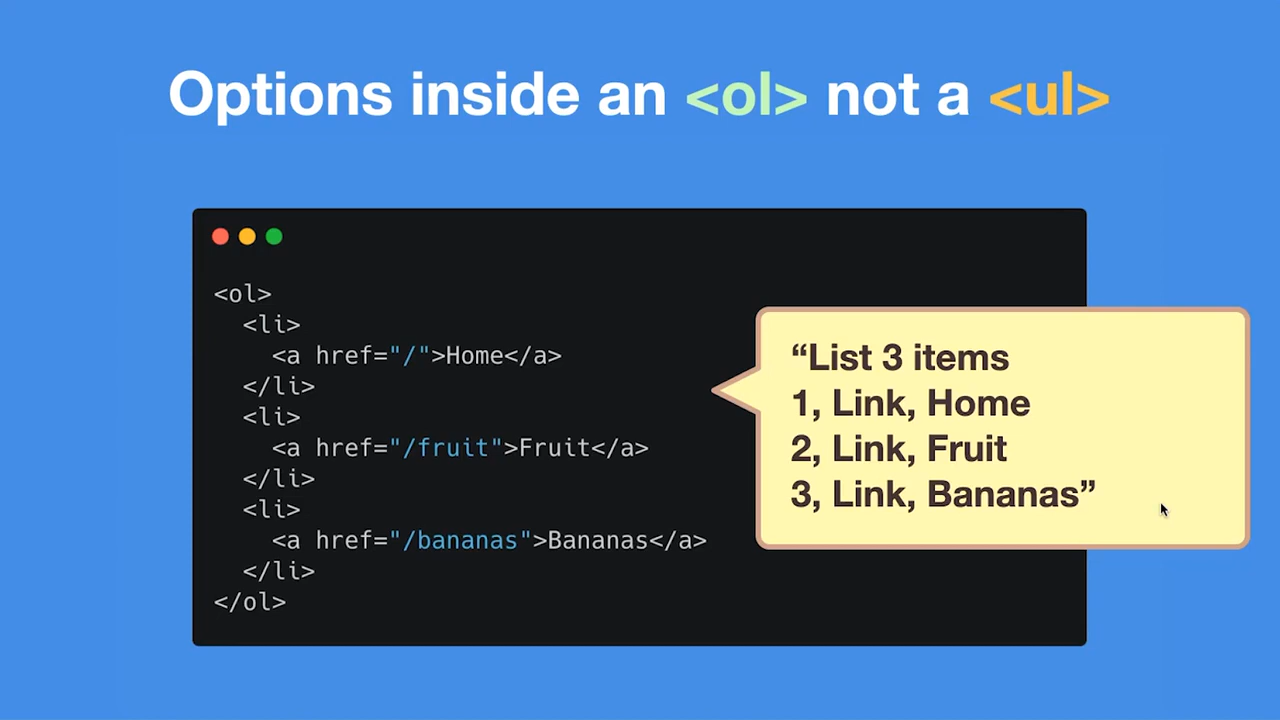 Options inside an <ol> not a <ul>
<ol>
  <li>
    <a href="/">Home</a>
  </li>
  <li>
    <a href="/fruit">Fruit</a>
  </li>
  <li>
    <a href="/bananas">Bananas</a>
  </li>
</ol>
“List 3 items
1, Link, Home
2, Link, Fruit
3, Link, Bananas”